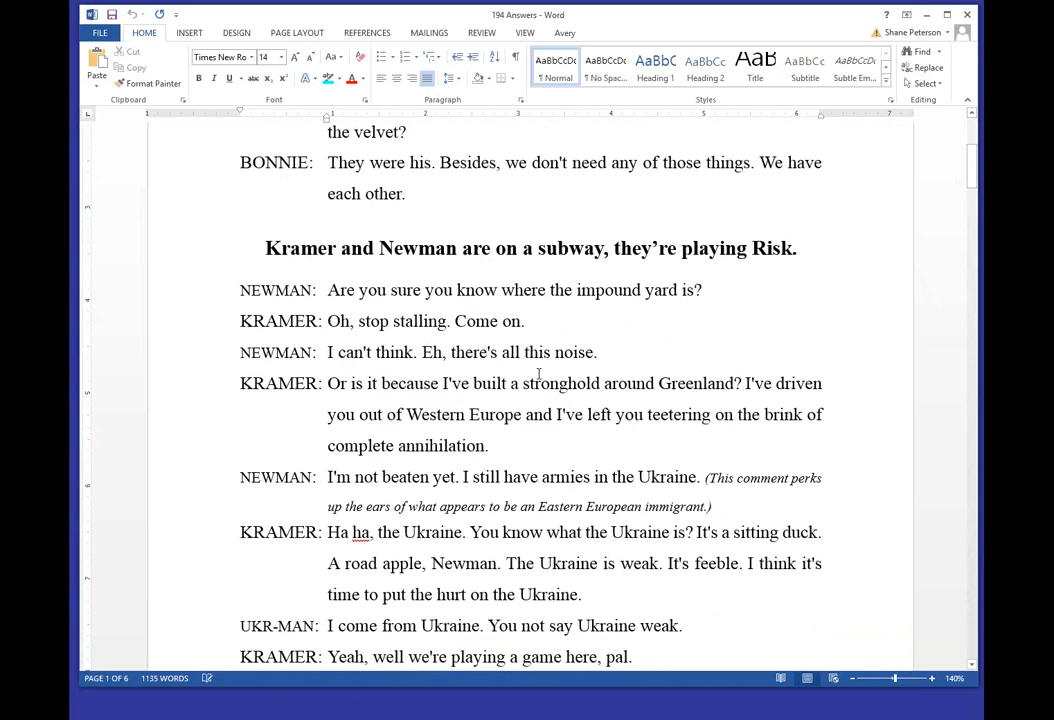 194 Answers - Word
Shane Peterson
FILE HOME INSERT DESIGN PAGE LAYOUT REFERENCES MAILINGS REVIEW VIEW Avery
Cut
Copy
Format Painter
Paste
Times New Ro 14
AaBbCcDc AaBbCcDc AaBbC AaBbCc AaB AaBbCc AaBbCcDc
¶ Normal ¶ No Spac... Heading 1 Heading 2 Title Subtitle Subtle Em...
Find
Replace
Select
Clipboard Font Paragraph Styles Editing
1 1 2 3 4 5 6 7
the velvet?
BONNIE: They were his. Besides, we don't need any of those things. We have
each other.
Kramer and Newman are on a subway, they’re playing Risk.
NEWMAN: Are you sure you know where the impound yard is?
KRAMER: Oh, stop stalling. Come on.
NEWMAN: I can't think. Eh, there's all this noise.
KRAMER: Or is it because I've built a stronghold around Greenland? I've driven
you out of Western Europe and I've left you teetering on the brink of
complete annihilation.
NEWMAN: I'm not beaten yet. I still have armies in the Ukraine. (This comment perks
up the ears of what appears to be an Eastern European immigrant.)
KRAMER: Ha ha, the Ukraine. You know what the Ukraine is? It's a sitting duck.
A road apple, Newman. The Ukraine is weak. It's feeble. I think it's
time to put the hurt on the Ukraine.
UKR-MAN: I come from Ukraine. You not say Ukraine weak.
KRAMER: Yeah, well we're playing a game here, pal.
PAGE 1 OF 6 1135 WORDS 140%